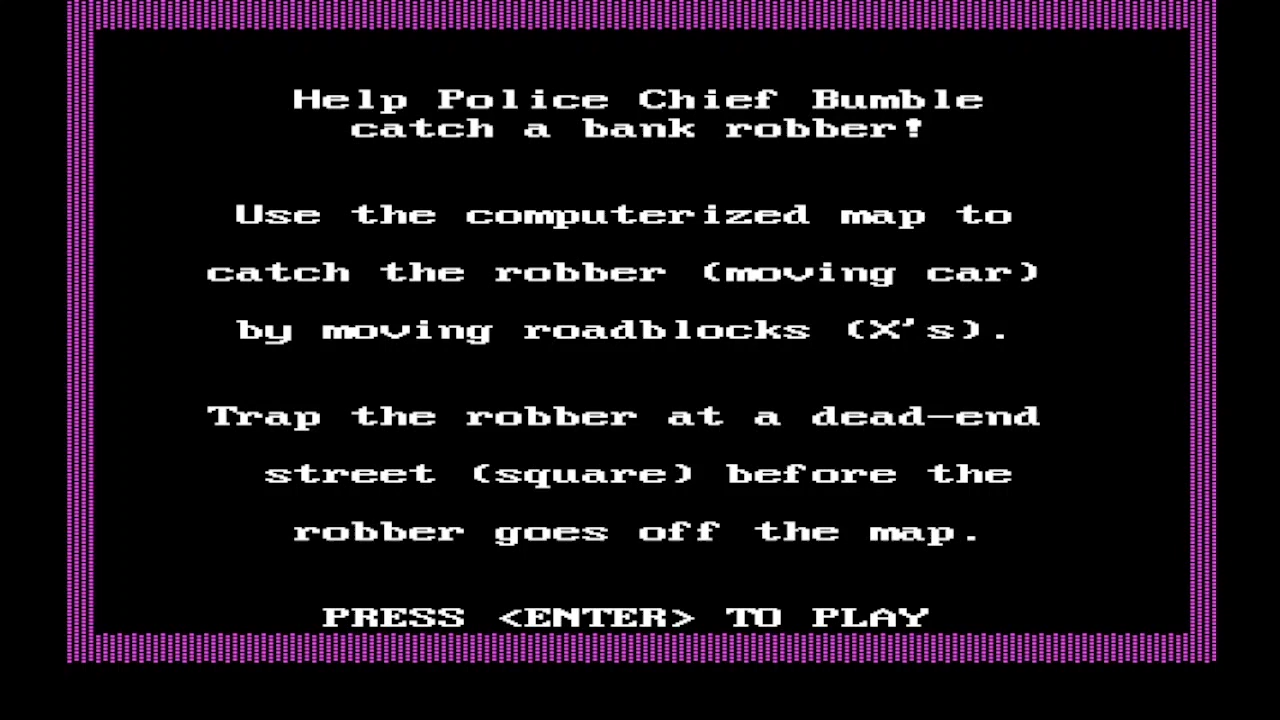 Help Police Chief Bumble
catch a bank robber!
Use the computerized map to
catch the robber (moving car)
by moving roadblocks (X's).
Trap the robber at a dead-end
street (square) before the
robber goes off the map.
PRESS <ENTER> TO PLAY